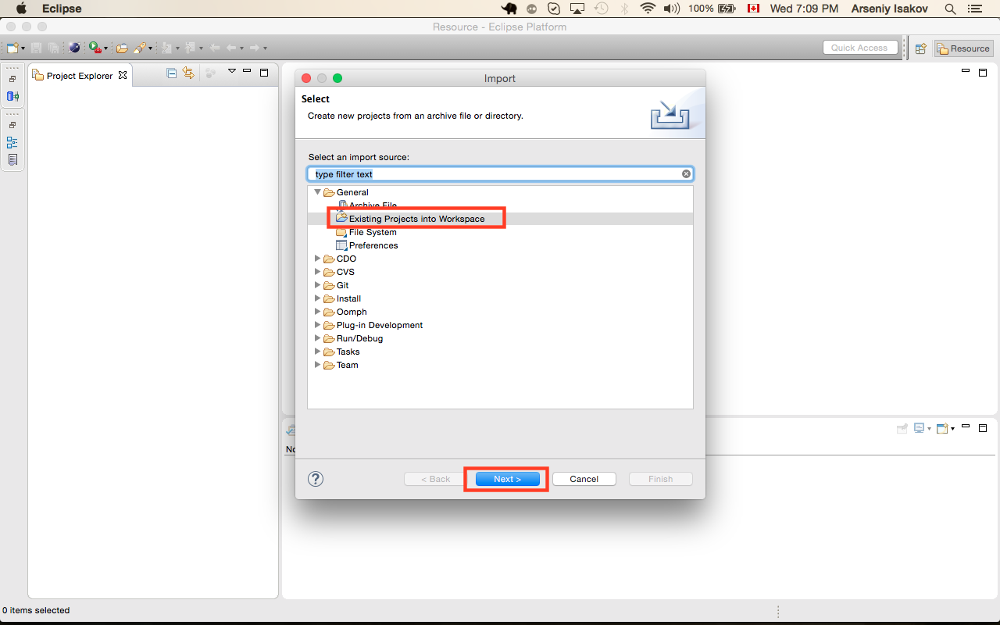 Eclipse 100% Wed 7:09 PM Arseniy Isakov
Resource - Eclipse Platform
Quick Access Resource
Project Explorer
Import
Select
Create new projects from an archive file or directory.
Select an import source:
type filter text
General
Archive File
Existing Projects into Workspace
File System
Preferences
CDO
CVS
Git
Install
Oomph
Plug-in Development
Run/Debug
Tasks
Team
No
? < Back Next > Cancel Finish
0 items selected